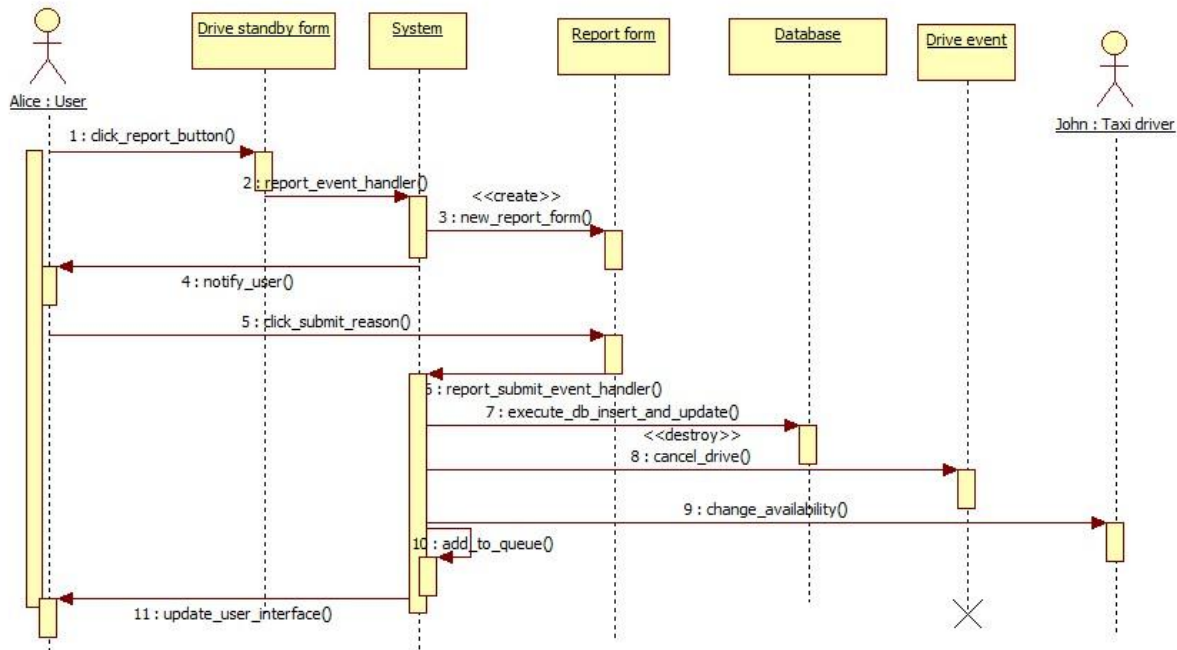 Drive standby form
System
Report form
Database
Drive event
Alice : User
John : Taxi driver
1 : click_report_button()
2 : report_event_handler()
<<create>>
3 : new_report_form()
4 : notify_user()
5 : click_submit_reason()
6 : report_submit_event_handler()
7 : execute_db_insert_and_update()
<<destroy>>
8 : cancel_drive()
9 : change_availability()
10 : add_to_queue()
11 : update_user_interface()